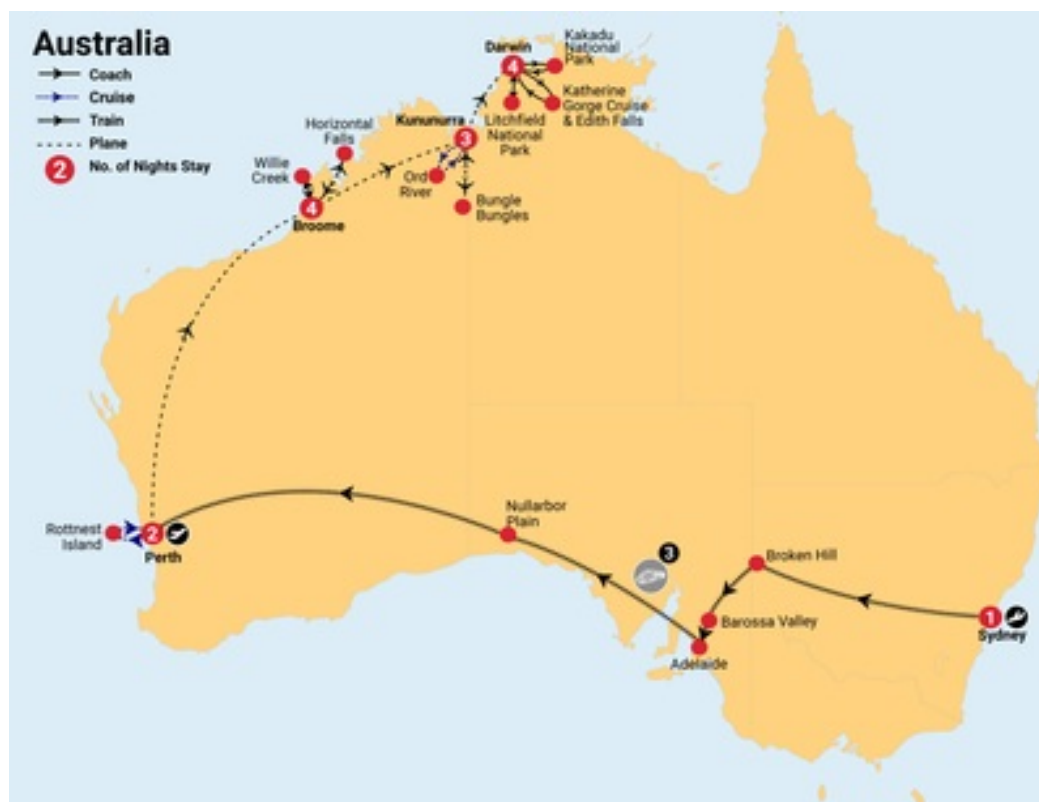 Australia
Coach
Cruise
Train
Plane
2 No. of Nights Stay
Darwin
4
Kakadu
National
Park
Katherine
Gorge Cruise
& Edith Falls
Litchfield
National
Park
Kununurra
3
Horizontal
Falls
Willie
Creek
Ord
River
Bungle
Bungles
4
Broome
Rottnest
Island
2
Perth
Nullarbor
Plain
3
Broken Hill
Barossa Valley
Adelaide
1
Sydney